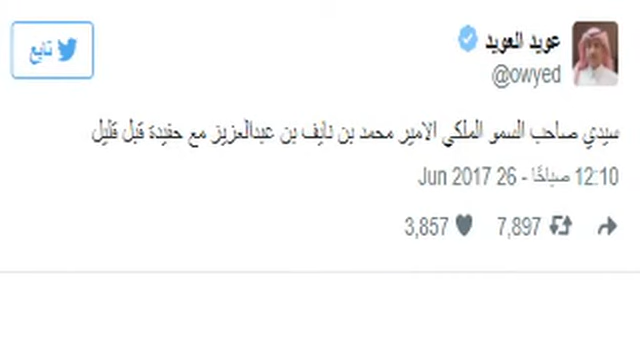 عويد العويد
@owyed
تابع
سيدي صاحب السمو الملكي الامير محمد بن نايف بن عبدالعزيز مع حفيدة قبل قليل
12:10 صباحًا - 26 Jun 2017
7,897 3,857